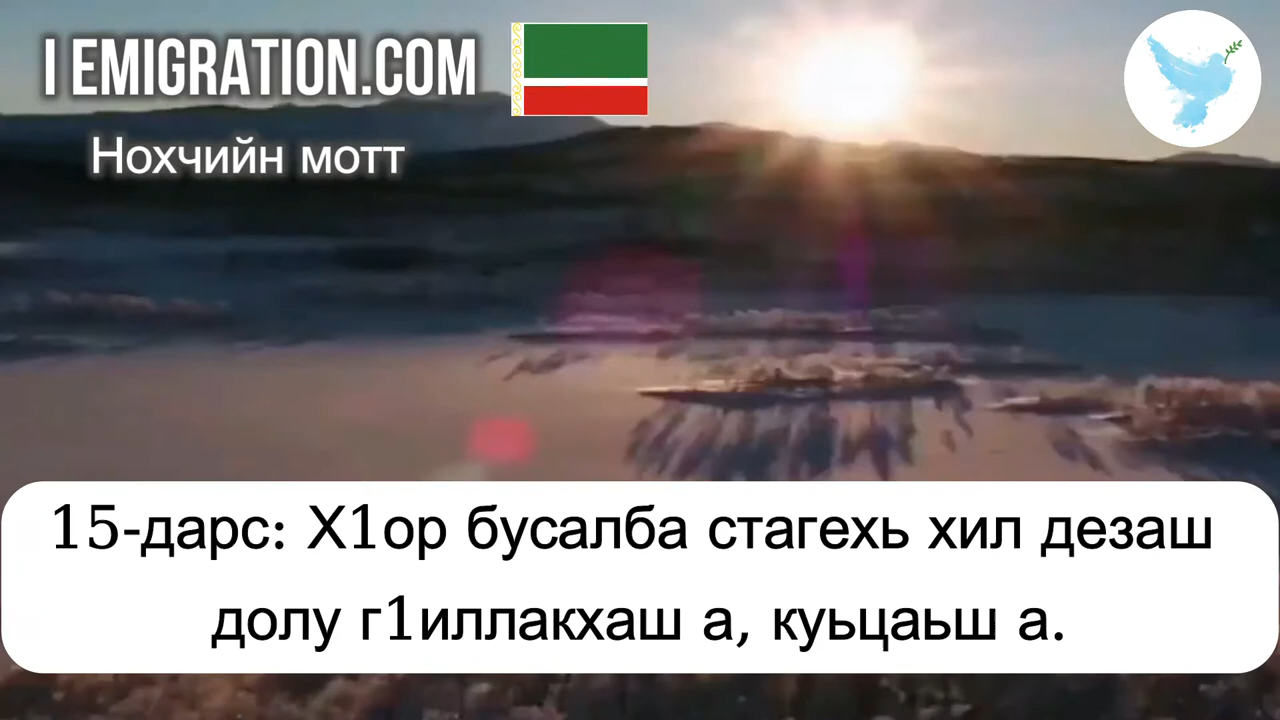 I EMIGRATION.COM
Нохчийн мотт
15-дарс: Х1ор бусалба стагехь хил дезаш
долу г1иллакхаш а, куьцаьш а.